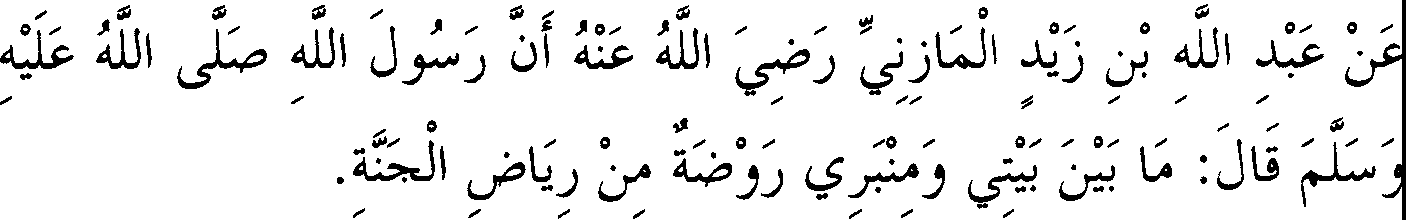 عَنْ عَبْدِ اللَّهِ بْنِ زَيْدٍ الْمَازِنِيِّ رَضِيَ اللَّهُ عَنْهُ أَنَّ رَسُولَ اللَّهِ صَلَّى اللَّهُ عَلَيْهِ
وَسَلَّمَ قَالَ: مَا بَيْنَ بَيْتِي وَمِنْبَرِي رَوْضَةٌ مِنْ رِيَاضِ الْجَنَّةِ.